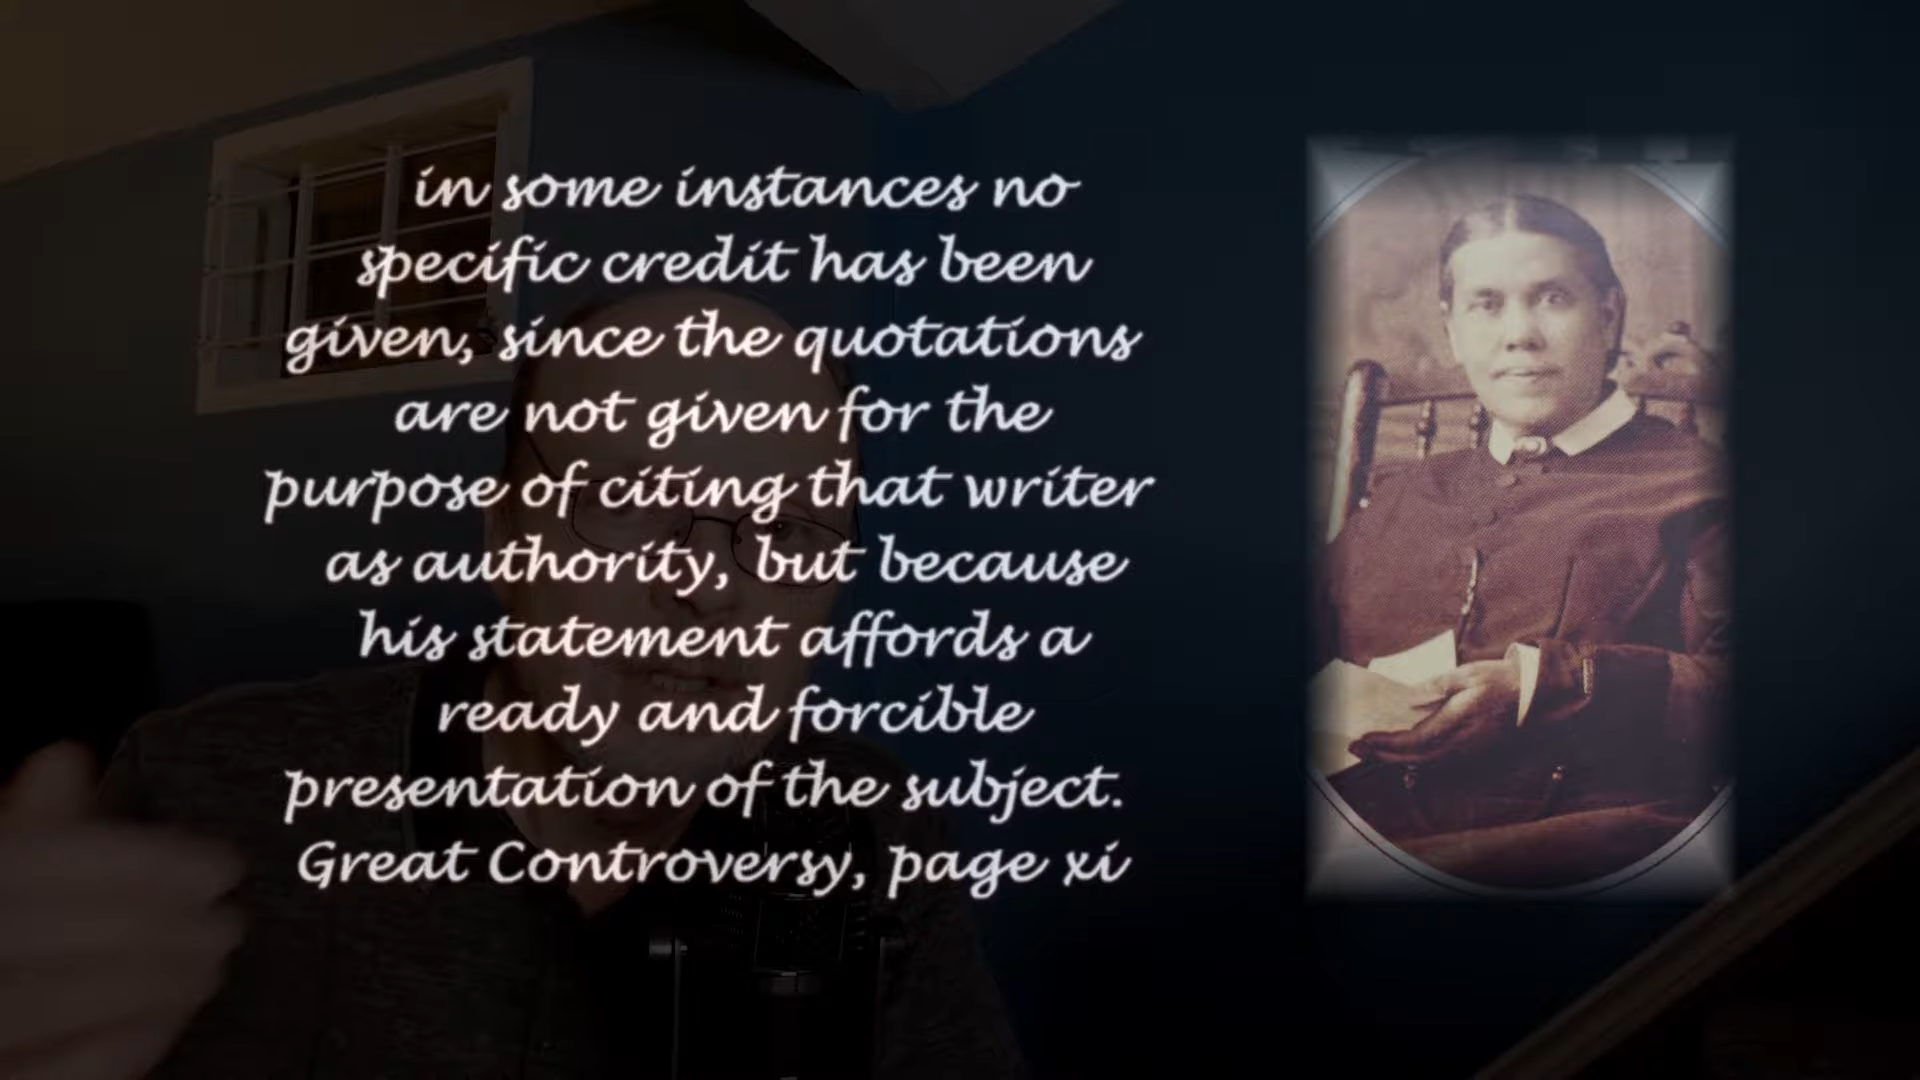 in some instances no
specific credit has been
given, since the quotations
are not given for the
purpose of citing that writer
as authority, but because
his statement affords a
ready and forcible
presentation of the subject.
Great Controversy, page xi